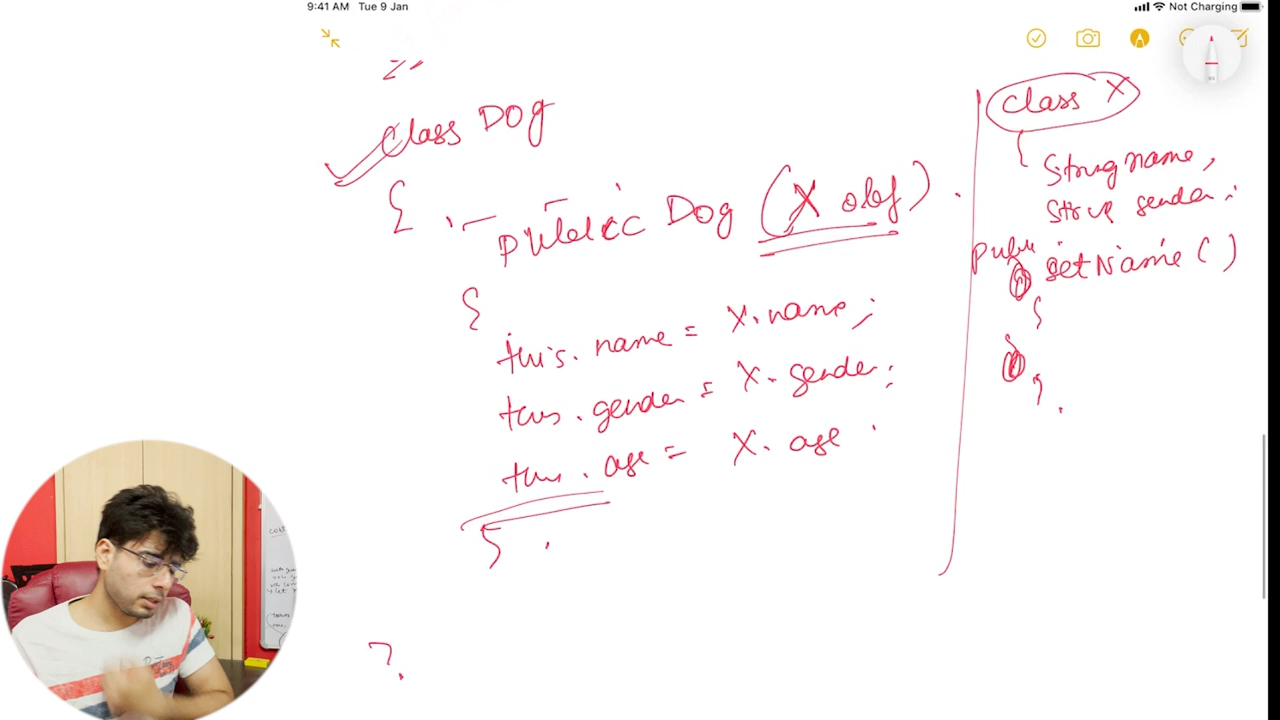 9:41 AM Tue 9 Jan
Not Charging
class Dog
{
public Dog (X obj)
{
this.name = X.name;
this.gender = X.gender;
this.age = X.age
}
}
class X
{
String name,
gender;
public setName ( )
{
}